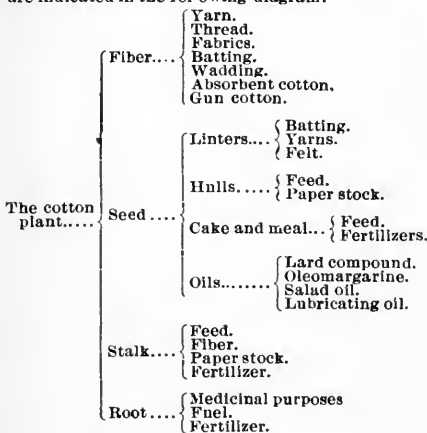 are indicated in the following diagram:
Yarn.
Thread.
Fabrics.
Fiber....
Batting.
Wadding.
Absorbent cotton.
Gun cotton.
Linters....
Batting.
Yarns.
Felt.
Hulls.....
Feed.
Paper stock.
The cotton
plant.....
Seed ....
Cake and meal...
Feed.
Fertilizers.
Oils........
Lard compound.
Oleomargarine.
Salad oil.
Lubricating oil.
Stalk....
Feed.
Fiber.
Paper stock.
Fertilizer.
Root ....
Medicinal purposes
Fuel.
Fertilizer.